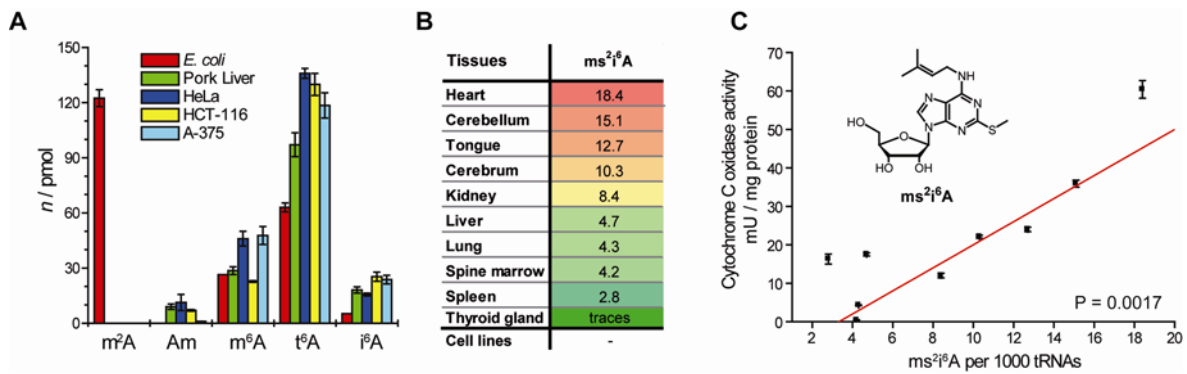 A
n / pmol
150
120
90
60
30
0
E. coli
Pork Liver
HeLa
HCT-116
A-375
m²A Am m⁶A t⁶A i⁶A
B
Tissues ms²i⁶A
Heart 18.4
Cerebellum 15.1
Tongue 12.7
Cerebrum 10.3
Kidney 8.4
Liver 4.7
Lung 4.3
Spine marrow 4.2
Spleen 2.8
Thyroid gland traces
Cell lines -
C
Cytochrome C oxidase activity
mU / mg protein
70
60
50
40
30
20
10
0
NH
N N
N N S
HO O
HO OH
ms²i⁶A
P = 0.0017
2 4 6 8 10 12 14 16 18 20
ms²i⁶A per 1000 tRNAs